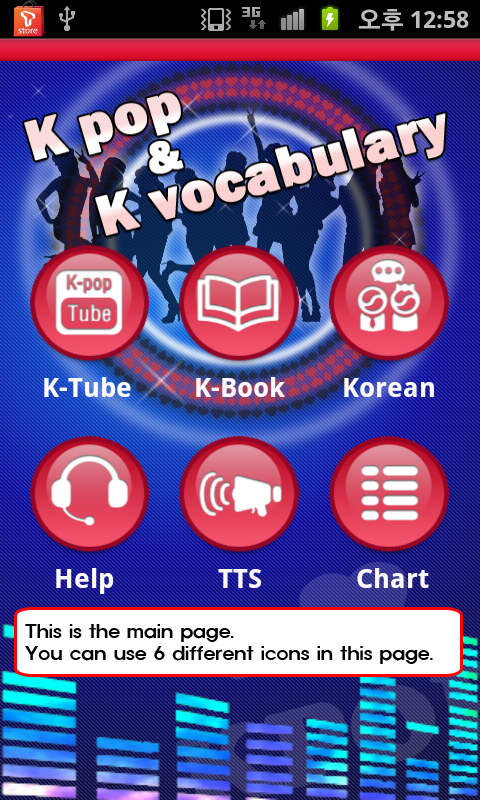 store
3G
오후 12:58
K pop
&
K vocabulary
K-pop
Tube
K-Tube
K-Book
Korean
Help
TTS
Chart
This is the main page.
You can use 6 different icons in this page.